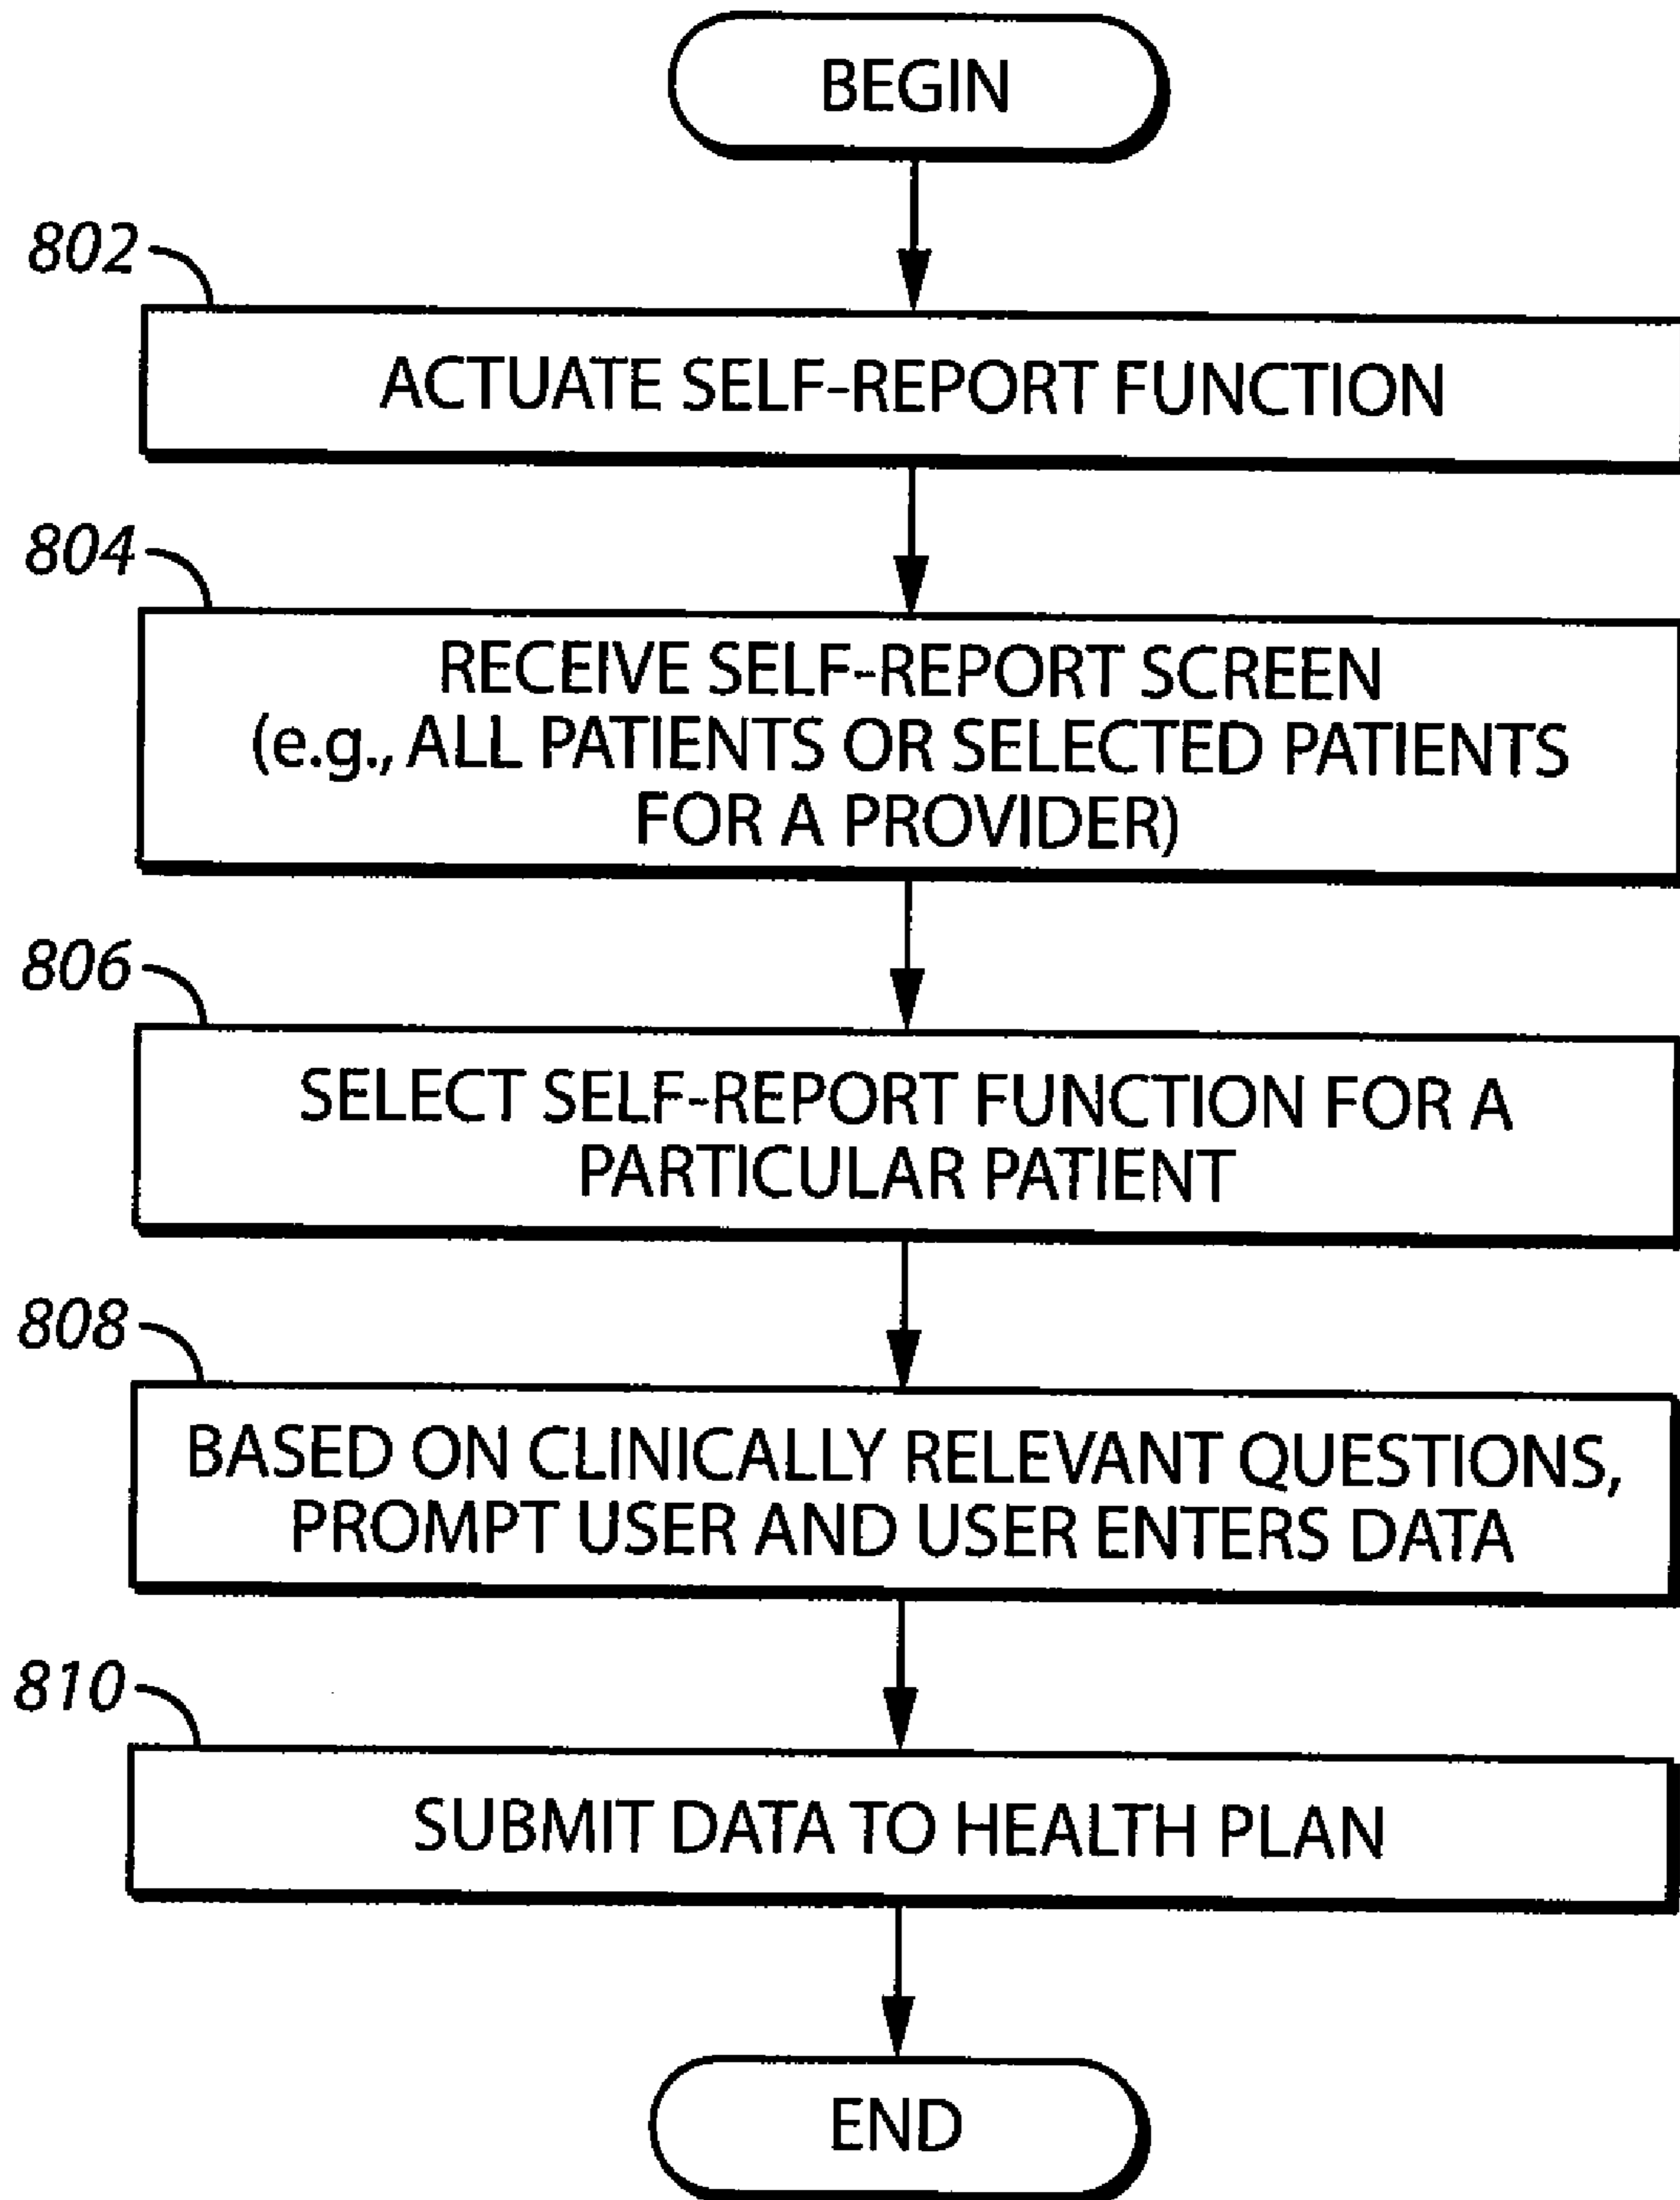 BEGIN
802
ACTUATE SELF-REPORT FUNCTION
804
RECEIVE SELF-REPORT SCREEN
(e.g., ALL PATIENTS OR SELECTED PATIENTS
FOR A PROVIDER)
806
SELECT SELF-REPORT FUNCTION FOR A
PARTICULAR PATIENT
808
BASED ON CLINICALLY RELEVANT QUESTIONS,
PROMPT USER AND USER ENTERS DATA
810
SUBMIT DATA TO HEALTH PLAN
END